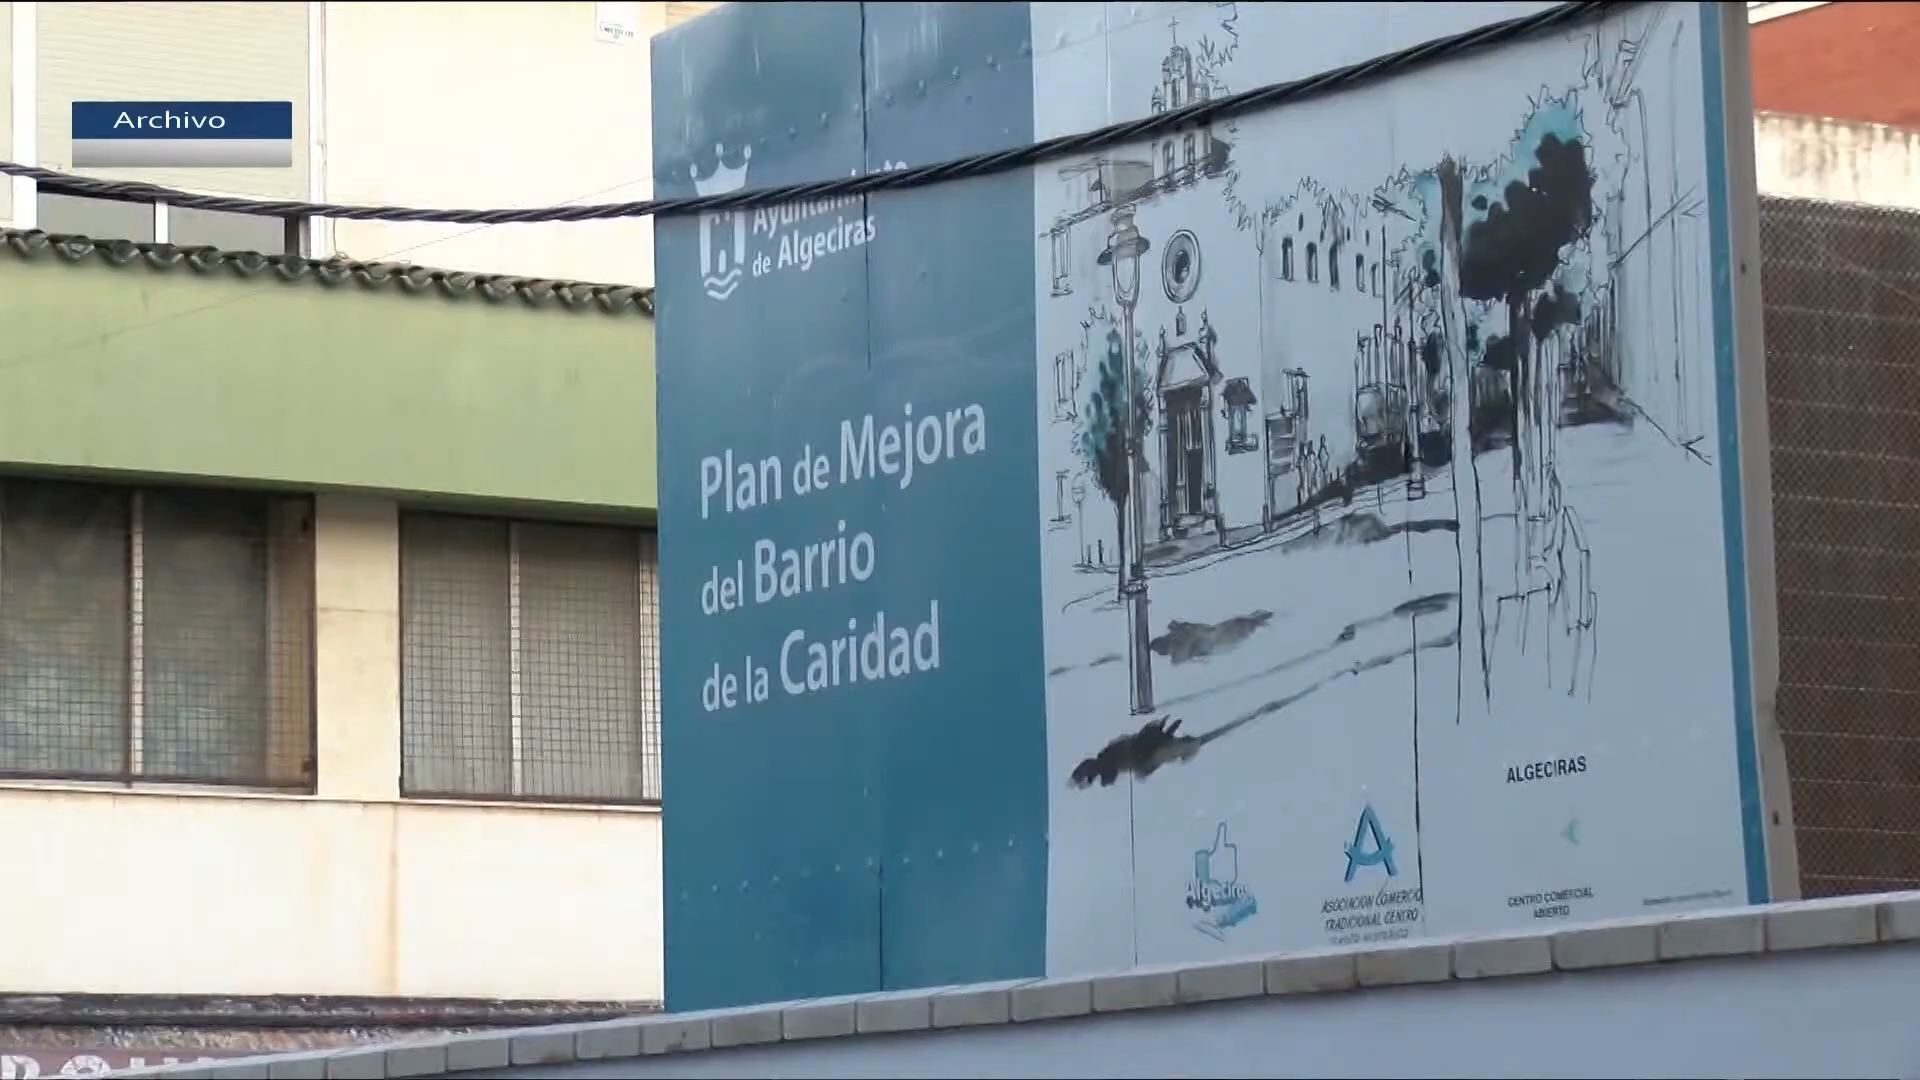 Archivo
Ayuntamiento
de Algeciras
Plan de Mejora
del Barrio
de la Caridad
ALGECIRAS
Algeciras
ASOCIACION COMERCIO
TRADICIONAL CENTRO
CENTRO COMERCIAL
ABIERTO